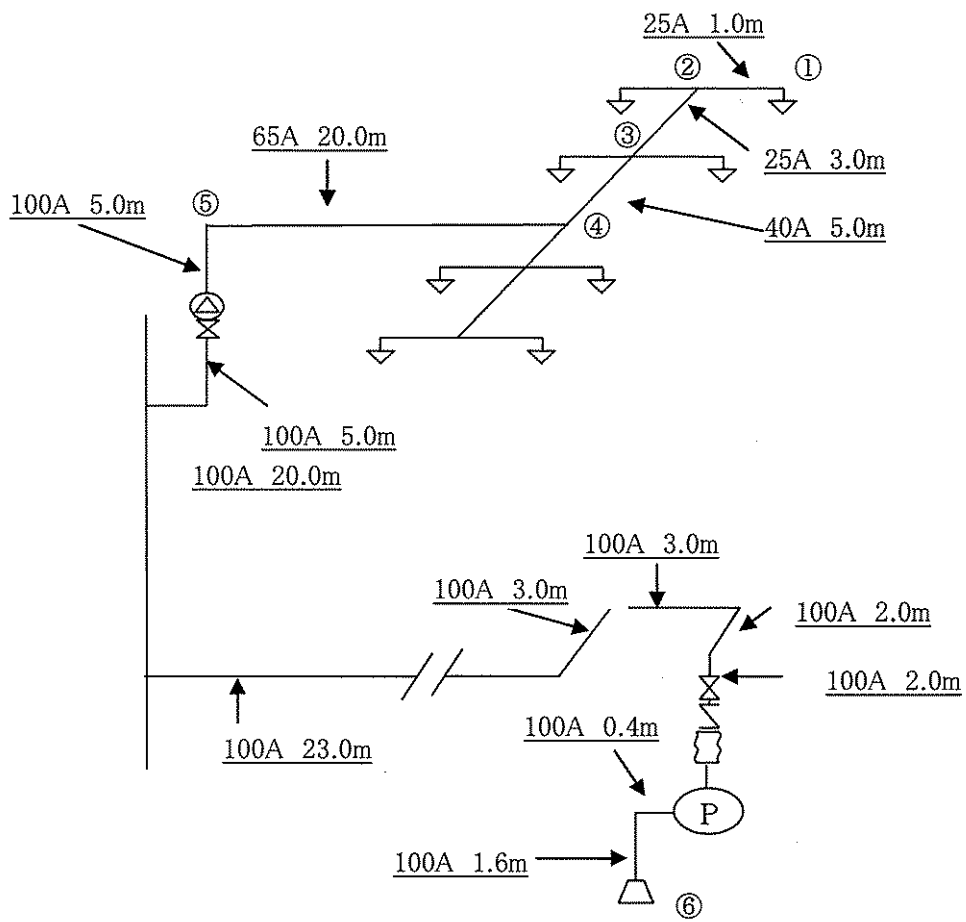 25A 1.0m
② ①
③
65A 20.0m
25A 3.0m
100A 5.0m
⑤
④
40A 5.0m
100A 5.0m
100A 20.0m
100A 3.0m
100A 3.0m
100A 2.0m
100A 2.0m
100A 0.4m
100A 23.0m
P
100A 1.6m
⑥